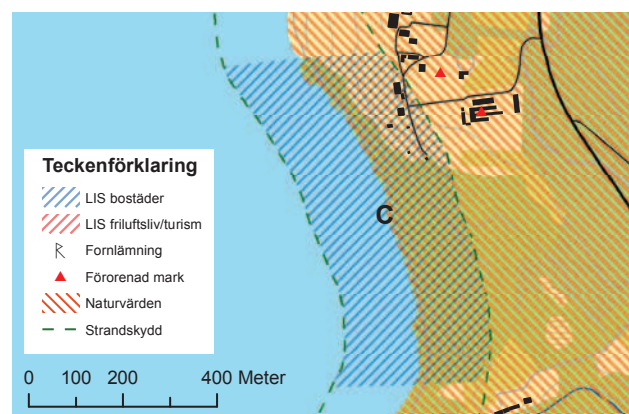 C
Teckenförklaring
LIS bostäder
LIS friluftsliv/turism
Fornlämning
Förorenad mark
Naturvärden
Strandskydd
0 100 200 400 Meter